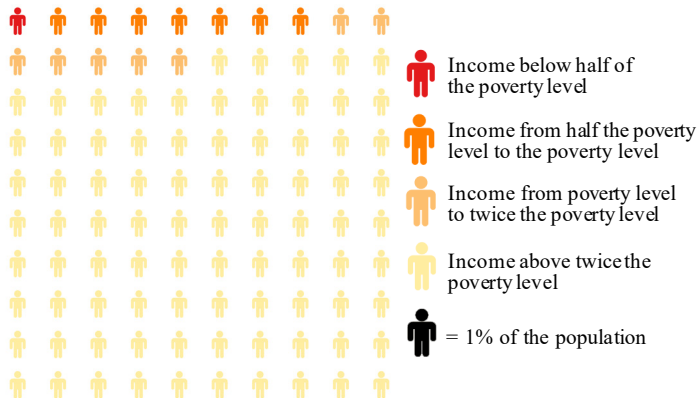 Income below half of
the poverty level
Income from half the poverty
level to the poverty level
Income from poverty level
to twice the poverty level
Income above twice the
poverty level
= 1% of the population